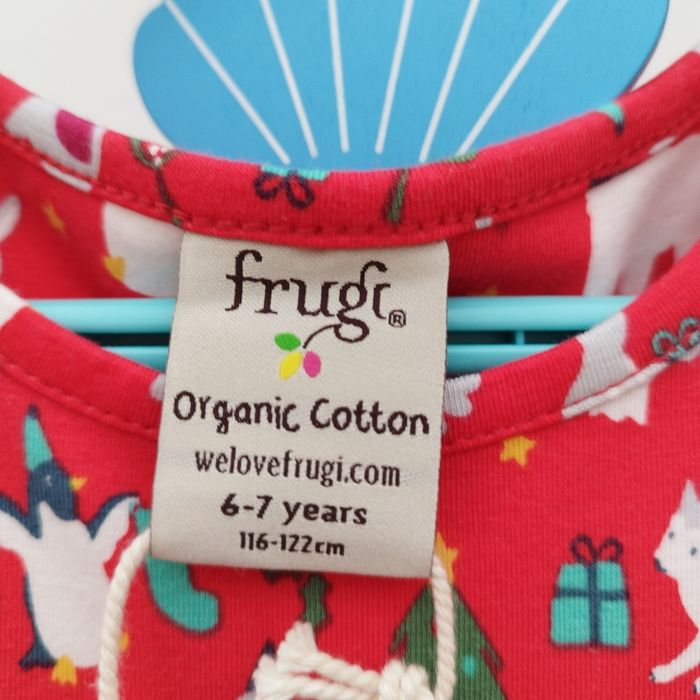 frugi®
Organic Cotton
welovefrugi.com
6-7 years
116-122cm